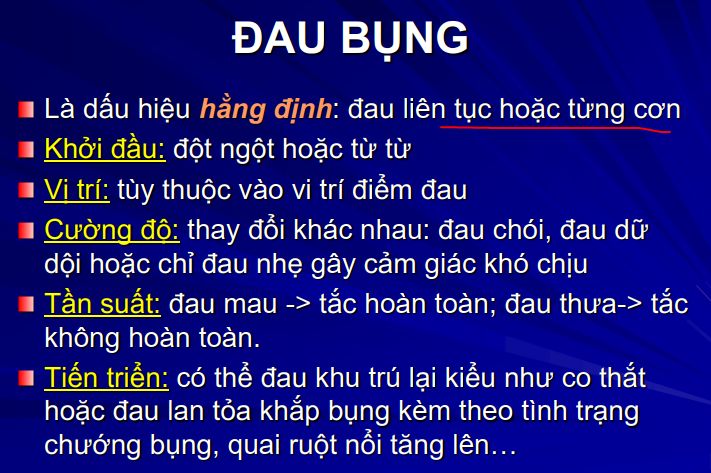 ĐAU BỤNG
Là dấu hiệu hằng định: đau liên tục hoặc từng cơn
Khởi đầu: đột ngột hoặc từ từ
Vị trí: tùy thuộc vào vi trí điểm đau
Cường độ: thay đổi khác nhau: đau chói, đau dữ
dội hoặc chỉ đau nhẹ gây cảm giác khó chịu
Tần suất: đau mau -> tắc hoàn toàn; đau thưa-> tắc
không hoàn toàn.
Tiến triển: có thể đau khu trú lại kiểu như co thắt
hoặc đau lan tỏa khắp bụng kèm theo tình trạng
chướng bụng, quai ruột nổi tăng lên…